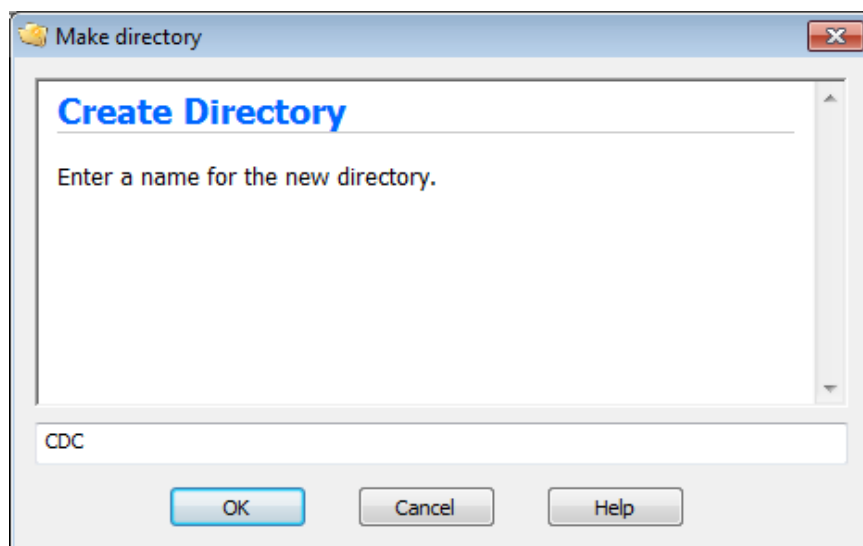 Make directory
Create Directory
Enter a name for the new directory.
CDC
OK Cancel Help